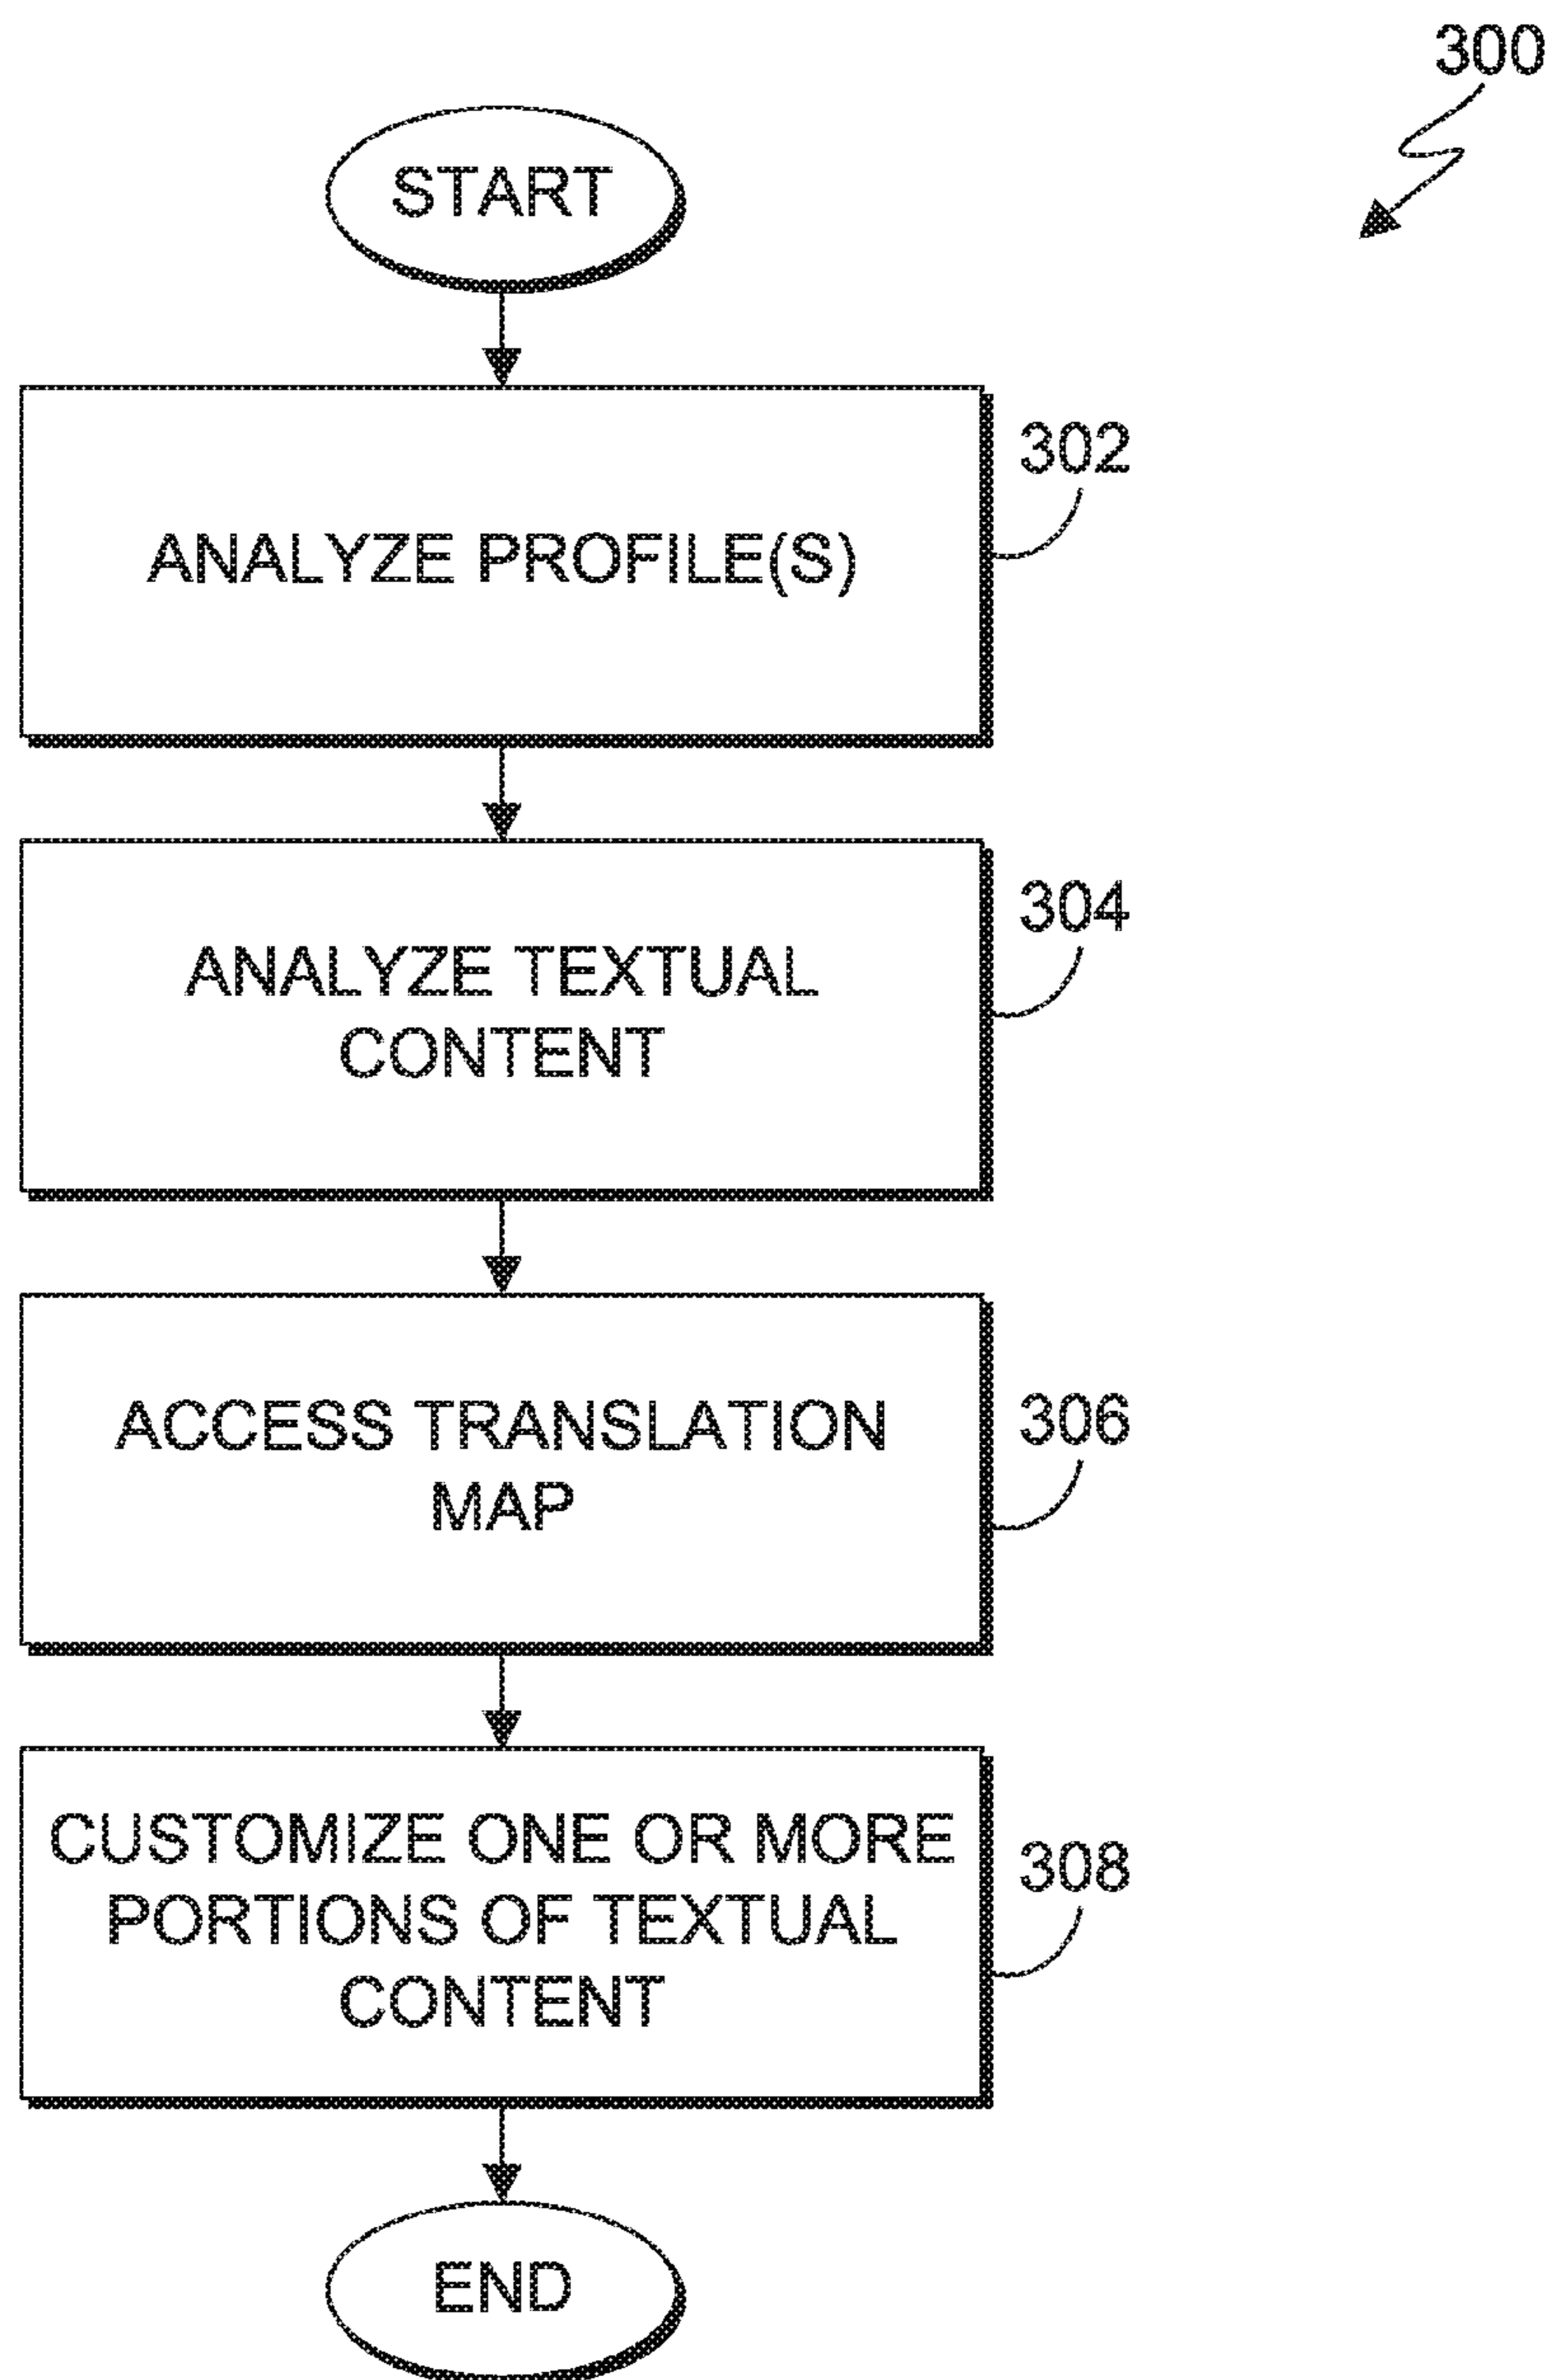 300
START
302
ANALYZE PROFILE(S)
304
ANALYZE TEXTUAL
CONTENT
306
ACCESS TRANSLATION
MAP
308
CUSTOMIZE ONE OR MORE
PORTIONS OF TEXTUAL
CONTENT
END